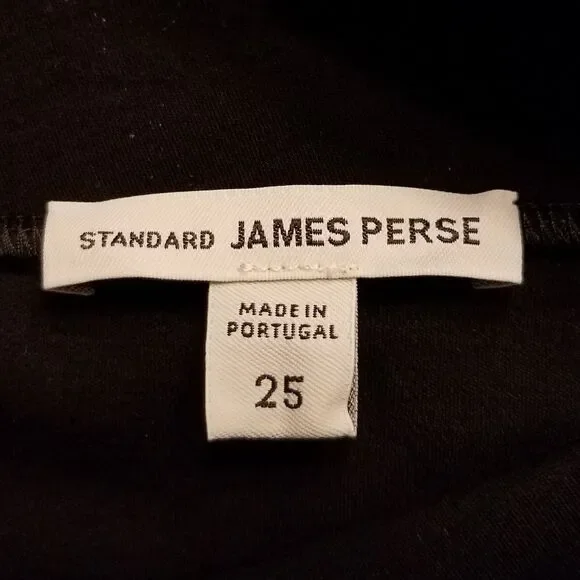 STANDARD JAMES PERSE
MADE IN
PORTUGAL
25